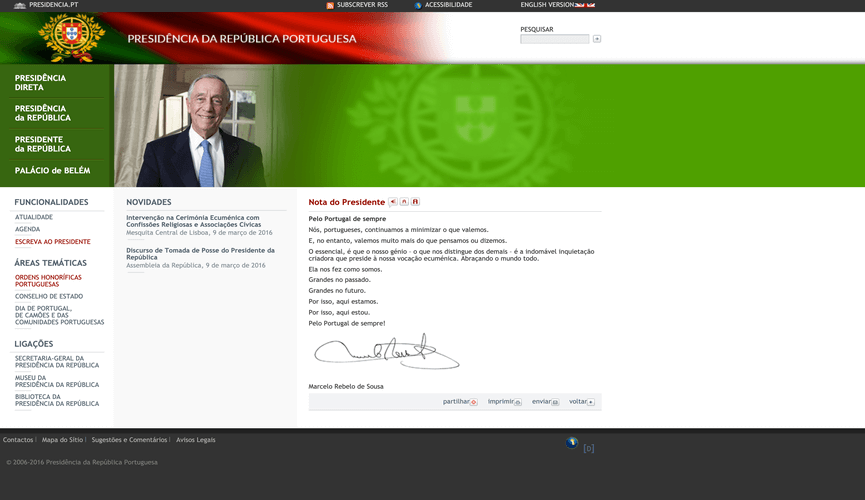 PRESIDENCIA.PT
SUBSCREVER RSS
ACESSIBILIDADE
ENGLISH VERSION
PRESIDÊNCIA DA REPÚBLICA PORTUGUESA
PESQUISAR
PRESIDÊNCIA
DIRETA
PRESIDÊNCIA
da REPÚBLICA
PRESIDENTE
da REPÚBLICA
PALÁCIO de BELÉM
FUNCIONALIDADES
ATUALIDADE
AGENDA
ESCREVA AO PRESIDENTE
ÁREAS TEMÁTICAS
ORDENS HONORÍFICAS
PORTUGUESAS
CONSELHO DE ESTADO
DIA DE PORTUGAL,
DE CAMÕES E DAS
COMUNIDADES PORTUGUESAS
LIGAÇÕES
SECRETARIA-GERAL DA
PRESIDÊNCIA DA REPÚBLICA
MUSEU DA
PRESIDÊNCIA DA REPÚBLICA
BIBLIOTECA DA
PRESIDÊNCIA DA REPÚBLICA
NOVIDADES
Intervenção na Cerimónia Ecuménica com
Confissões Religiosas e Associações Cívicas
Mesquita Central de Lisboa, 9 de março de 2016
Discurso de Tomada de Posse do Presidente da
República
Assembleia da República, 9 de março de 2016
Nota do Presidente
Pelo Portugal de sempre
Nós, portugueses, continuamos a minimizar o que valemos.
E, no entanto, valemos muito mais do que pensamos ou dizemos.
O essencial, é que o nosso génio – o que nos distingue dos demais – é a indomável inquietação
criadora que preside à nossa vocação ecuménica. Abraçando o mundo todo.
Ela nos fez como somos.
Grandes no passado.
Grandes no futuro.
Por isso, aqui estamos.
Por isso, aqui estou.
Pelo Portugal de sempre!
Marcelo Rebelo de Sousa
partilhar
imprimir
enviar
voltar
Contactos | Mapa do Sítio | Sugestões e Comentários | Avisos Legais
[D]
© 2006-2016 Presidência da República Portuguesa